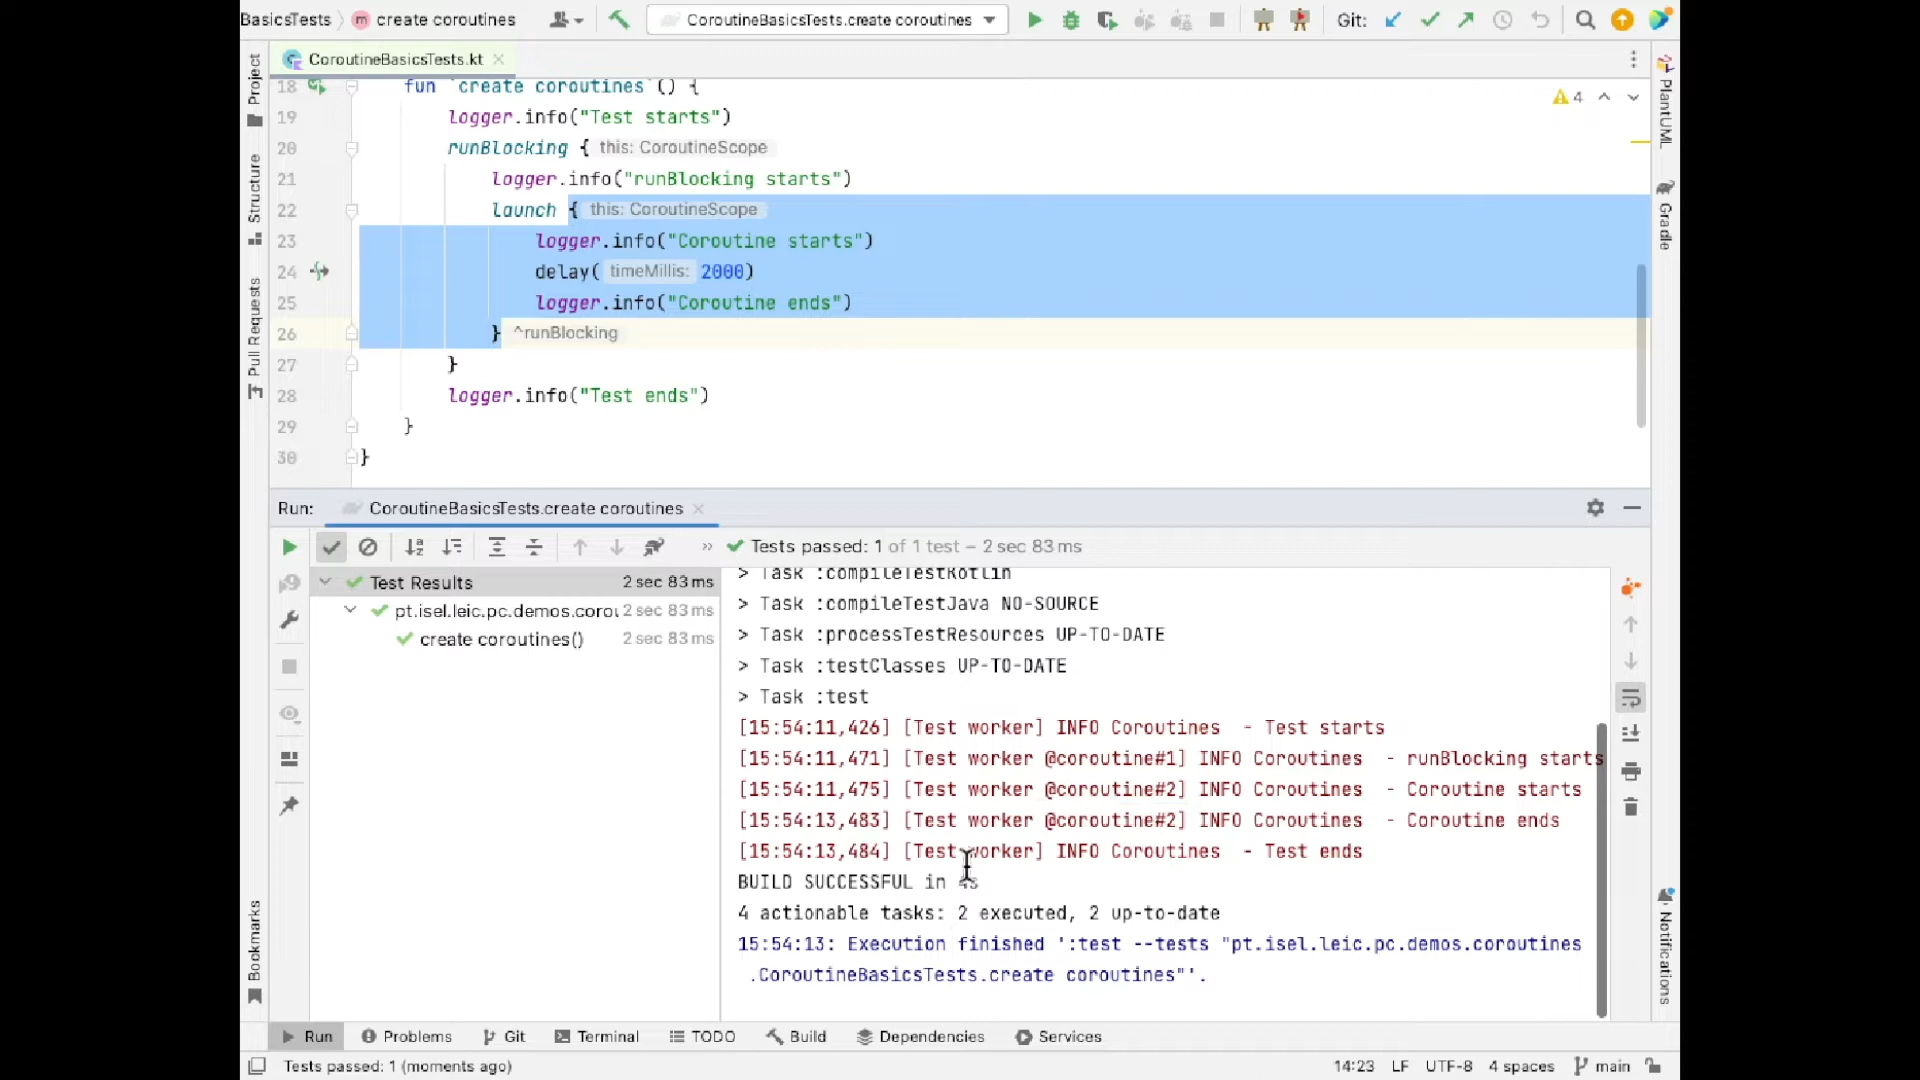 BasicsTests
create coroutines
CoroutineBasicsTests.create coroutines
Git:
CoroutineBasicsTests.kt
18 fun `create coroutines`() {
19 logger.info("Test starts")
20 runBlocking { this: CoroutineScope
21 logger.info("runBlocking starts")
22 launch { this: CoroutineScope
23 logger.info("Coroutine starts")
24 delay( timeMillis: 2000)
25 logger.info("Coroutine ends")
26 } ^runBlocking
27 }
28 logger.info("Test ends")
29 }
30 }
4
Project
Structure
Pull Requests
Bookmarks
PlantUML
Gradle
Notifications
Run: CoroutineBasicsTests.create coroutines
Tests passed: 1 of 1 test – 2 sec 83 ms
Test Results 2 sec 83 ms
pt.isel.leic.pc.demos.corou 2 sec 83 ms
create coroutines() 2 sec 83 ms
> Task :compileTestKotlin
> Task :compileTestJava NO-SOURCE
> Task :processTestResources UP-TO-DATE
> Task :testClasses UP-TO-DATE
> Task :test
[15:54:11,426] [Test worker] INFO Coroutines - Test starts
[15:54:11,471] [Test worker @coroutine#1] INFO Coroutines - runBlocking starts
[15:54:11,475] [Test worker @coroutine#2] INFO Coroutines - Coroutine starts
[15:54:13,483] [Test worker @coroutine#2] INFO Coroutines - Coroutine ends
[15:54:13,484] [Test worker] INFO Coroutines - Test ends
BUILD SUCCESSFUL in 4s
4 actionable tasks: 2 executed, 2 up-to-date
15:54:13: Execution finished ':test --tests "pt.isel.leic.pc.demos.coroutines
.CoroutineBasicsTests.create coroutines"'.
Run Problems Git Terminal TODO Build Dependencies Services
Tests passed: 1 (moments ago) 14:23 LF UTF-8 4 spaces main